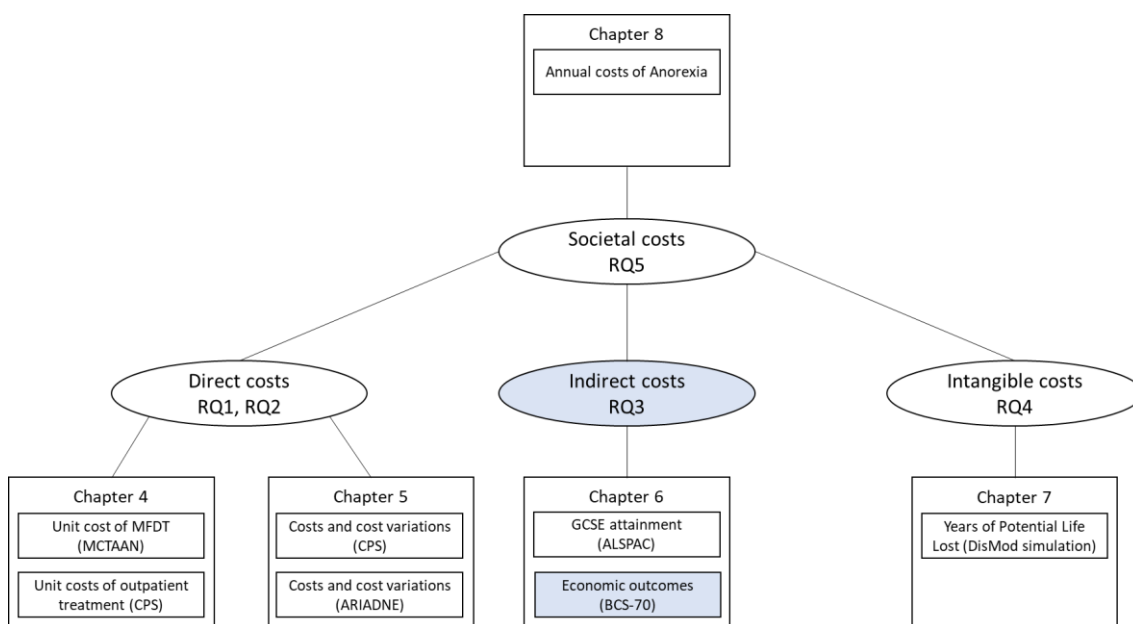 Chapter 8
Annual costs of Anorexia
Societal costs
RQ5
Direct costs
RQ1, RQ2
Indirect costs
RQ3
Intangible costs
RQ4
Chapter 4
Unit cost of MFDT
(MCTAAN)
Unit costs of outpatient
treatment (CPS)
Chapter 5
Costs and cost variations
(CPS)
Costs and cost variations
(ARIADNE)
Chapter 6
GCSE attainment
(ALSPAC)
Economic outcomes
(BCS-70)
Chapter 7
Years of Potential Life
Lost (DisMod simulation)